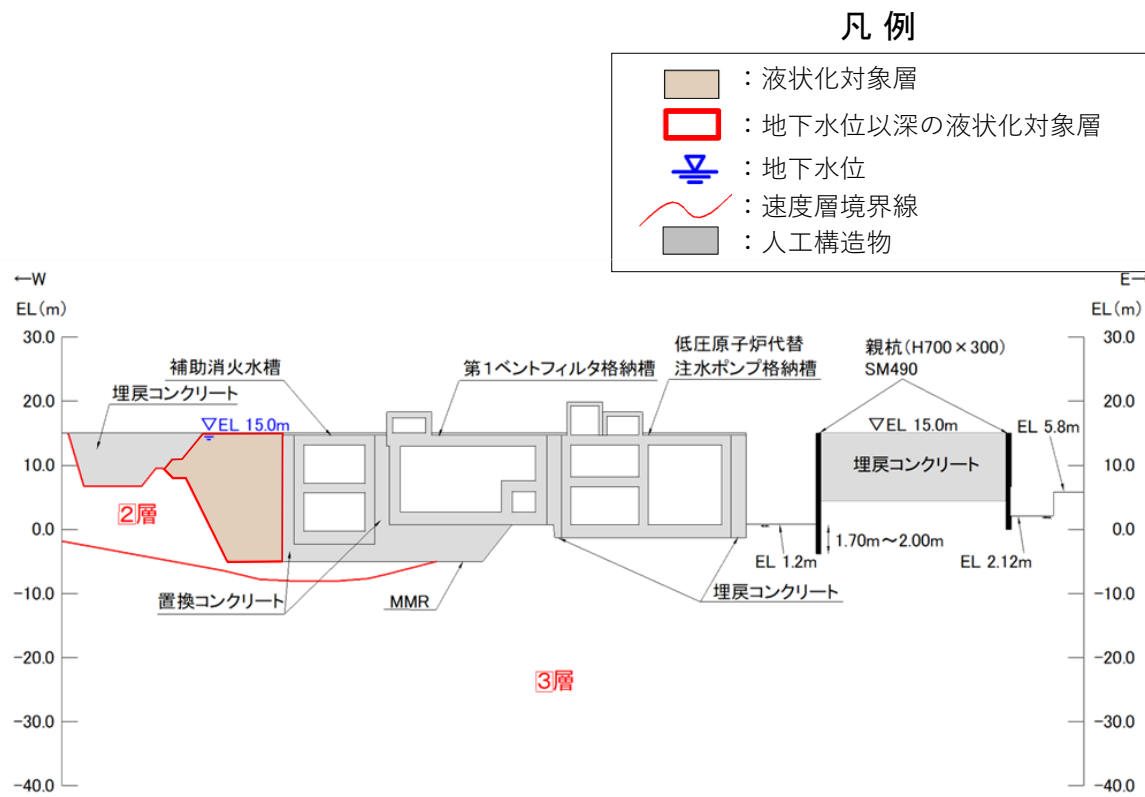 凡 例
：液状化対象層
：地下水位以深の液状化対象層
：地下水位
：速度層境界線
：人工構造物
←W
E→
EL(m)
EL(m)
30.0
30.0
低圧原子炉代替
注水ポンプ格納槽
親杭(H700×300)
SM490
補助消火水槽
第1ベントフィルタ格納槽
埋戻コンクリート
20.0
20.0
▽EL 15.0m
▽EL 15.0m
EL 5.8m
10.0
10.0
埋戻コンクリート
2層
0.0
0.0
1.70m～2.00m
EL 1.2m
EL 2.12m
-10.0
-10.0
置換コンクリート
MMR
埋戻コンクリート
-20.0
-20.0
3層
-30.0
-30.0
-40.0
-40.0